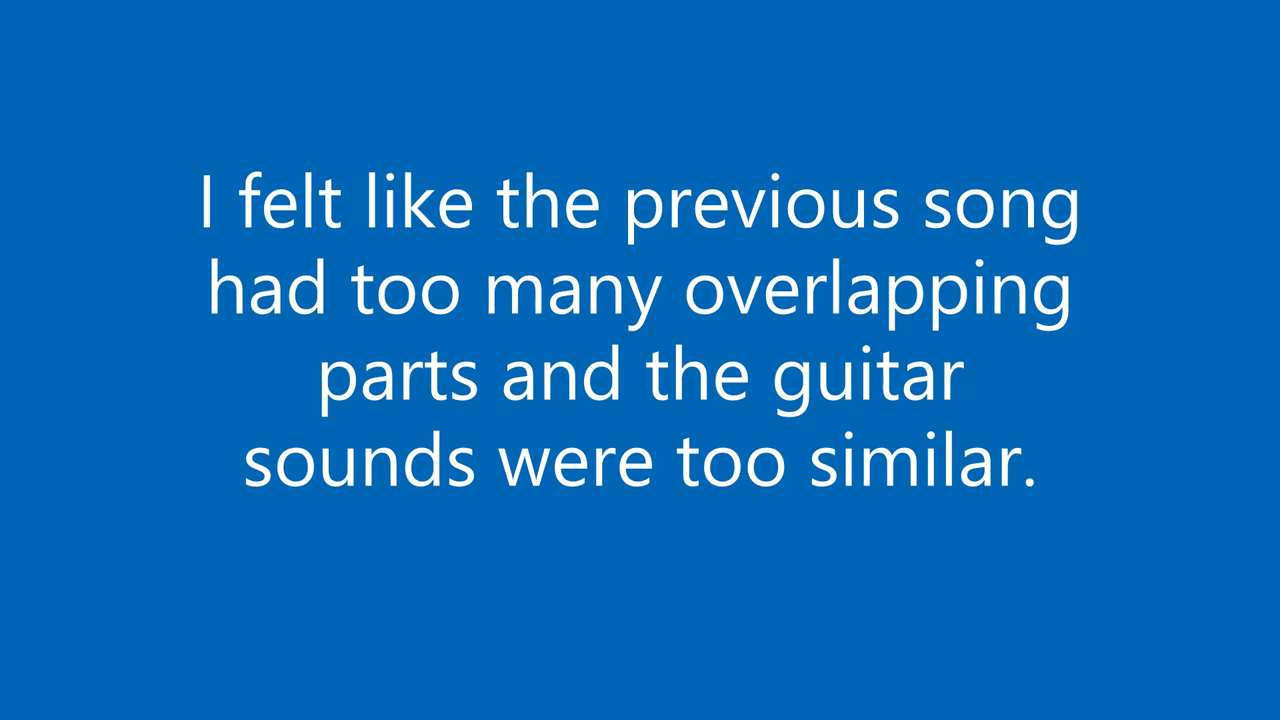 I felt like the previous song
had too many overlapping
parts and the guitar
sounds were too similar.